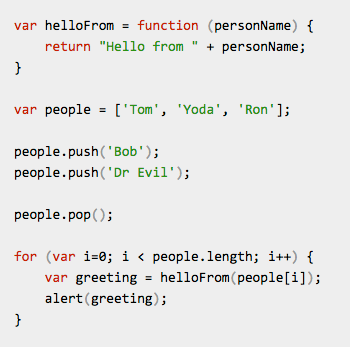 var helloFrom = function (personName) {
    return "Hello from " + personName;
}

var people = ['Tom', 'Yoda', 'Ron'];

people.push('Bob');
people.push('Dr Evil');

people.pop();

for (var i=0; i < people.length; i++) {
    var greeting = helloFrom(people[i]);
    alert(greeting);
}